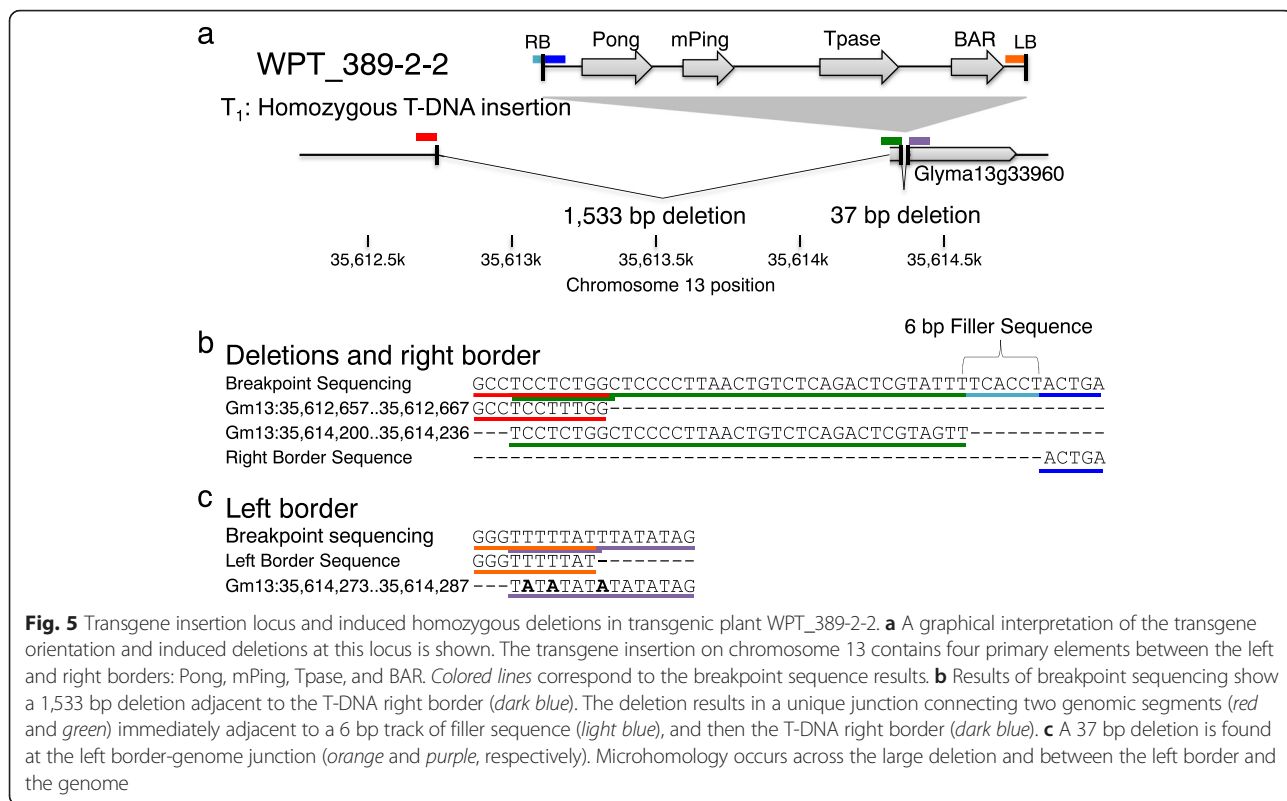 a
RB Pong mPing Tpase BAR LB
WPT_389-2-2
T1: Homozygous T-DNA insertion
Glyma13g33960
1,533 bp deletion 37 bp deletion
35,612.5k 35,613k 35,613.5k 35,614k 35,614.5k
Chromosome 13 position
6 bp Filler Sequence
b Deletions and right border
Breakpoint Sequencing GCCTCCTCTGGCTCCCCTTAACTGTCTCAGACTCGTATTTTCACCTACTGA
Gm13:35,612,657..35,612,667 GCCTCCTTTGG----------------------------------------
Gm13:35,614,200..35,614,236 ---TCCTCTGGCTCCCCTTAACTGTCTCAGACTCGTAGTT-----------
Right Border Sequence ----------------------------------------------ACTGA
c Left border
Breakpoint sequencing GGGTTTTTATTTATATAG
Left Border Sequence GGGTTTTTAT--------
Gm13:35,614,273..35,614,287 ---TATATATATATATAG
Fig. 5 Transgene insertion locus and induced homozygous deletions in transgenic plant WPT_389-2-2. a A graphical interpretation of the transgene
orientation and induced deletions at this locus is shown. The transgene insertion on chromosome 13 contains four primary elements between the left
and right borders: Pong, mPing, Tpase, and BAR. Colored lines correspond to the breakpoint sequence results. b Results of breakpoint sequencing show
a 1,533 bp deletion adjacent to the T-DNA right border (dark blue). The deletion results in a unique junction connecting two genomic segments (red
and green) immediately adjacent to a 6 bp track of filler sequence (light blue), and then the T-DNA right border (dark blue). c A 37 bp deletion is found
at the left border-genome junction (orange and purple, respectively). Microhomology occurs across the large deletion and between the left border and
the genome